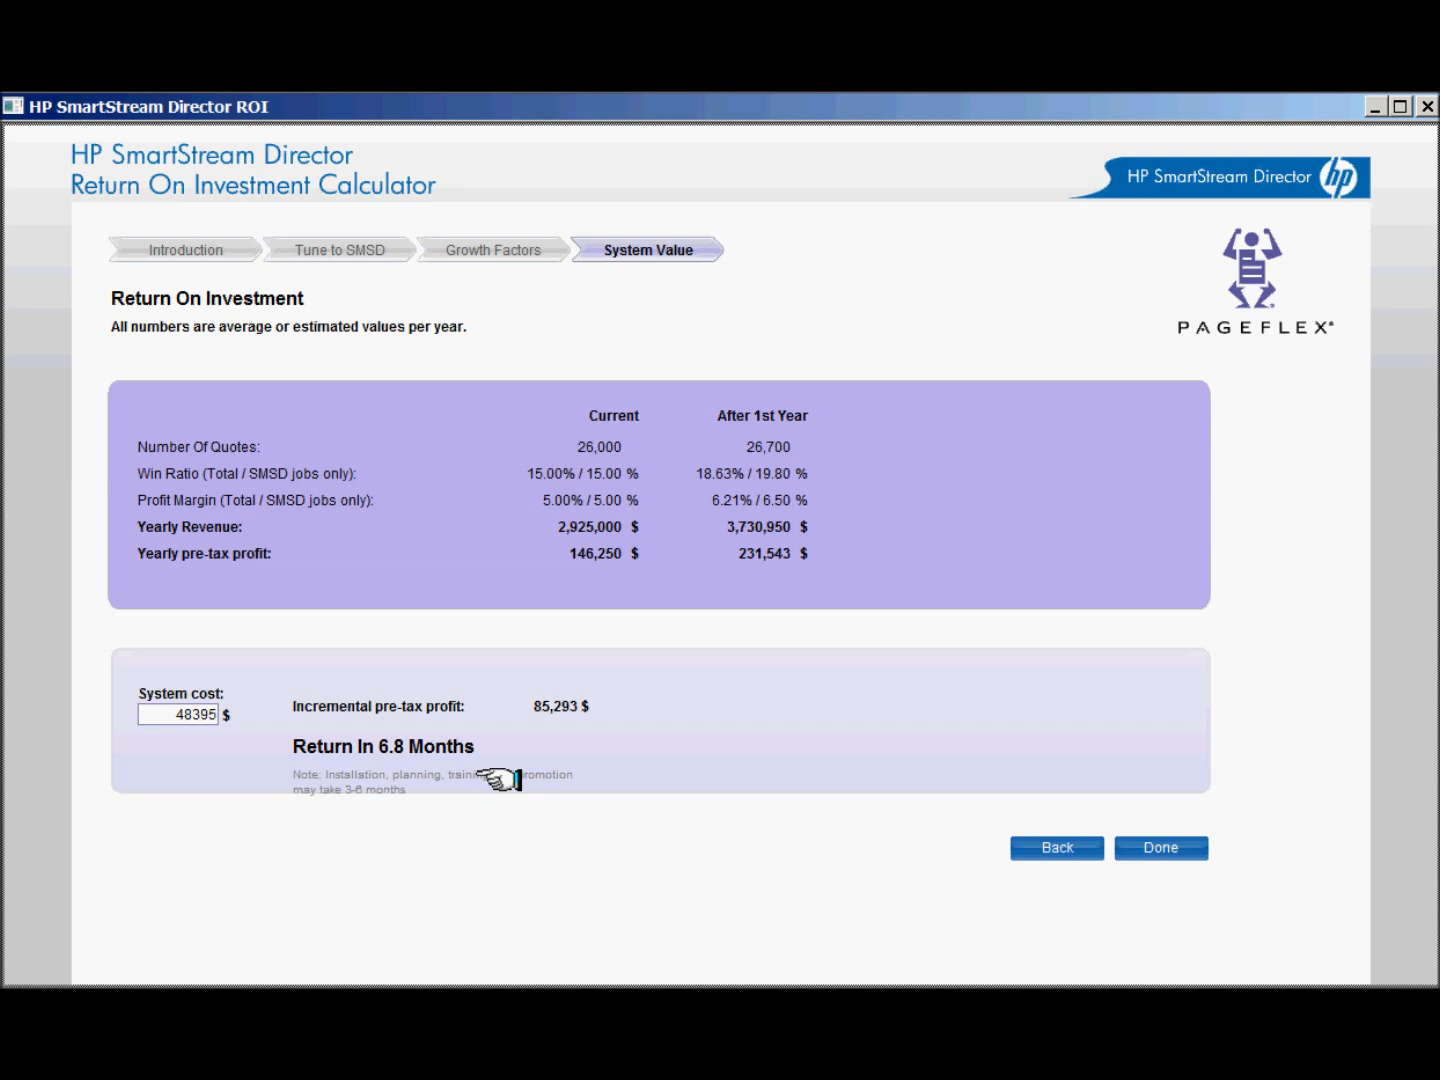 HP SmartStream Director ROI
HP SmartStream Director
Return On Investment Calculator
HP SmartStream Director hp
Introduction Tune to SMSD Growth Factors System Value
PAGEFLEX®
Return On Investment
All numbers are average or estimated values per year.
Current After 1st Year
Number Of Quotes: 26,000 26,700
Win Ratio (Total / SMSD jobs only): 15.00% / 15.00 % 18.63% / 19.80 %
Profit Margin (Total / SMSD jobs only): 5.00% / 5.00 % 6.21% / 6.50 %
Yearly Revenue: 2,925,000 $ 3,730,950 $
Yearly pre-tax profit: 146,250 $ 231,543 $
System cost:
48395 $
Incremental pre-tax profit: 85,293 $
Return In 6.8 Months
Note: Installation, planning,
may take 3-6 months
Back Done